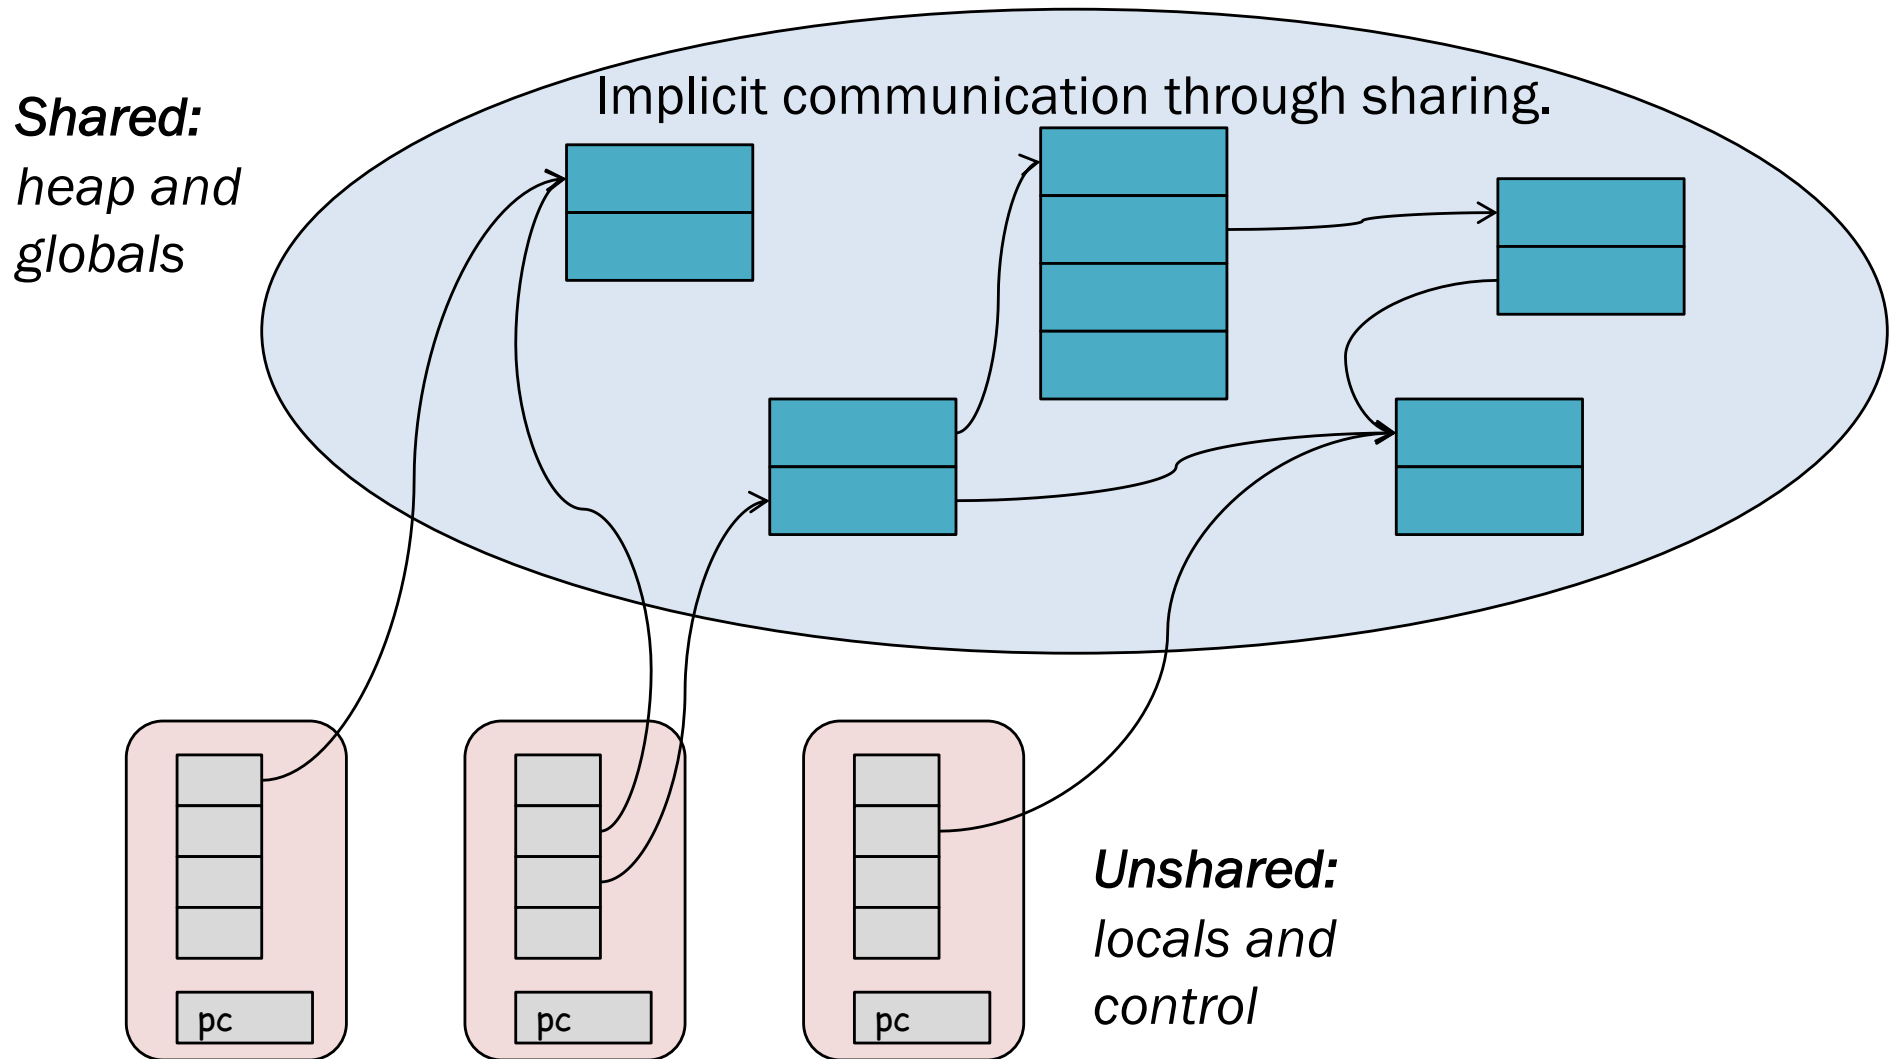 Implicit communication through sharing.
Shared:
heap and
globals
Unshared:
locals and
control
pc
pc
pc